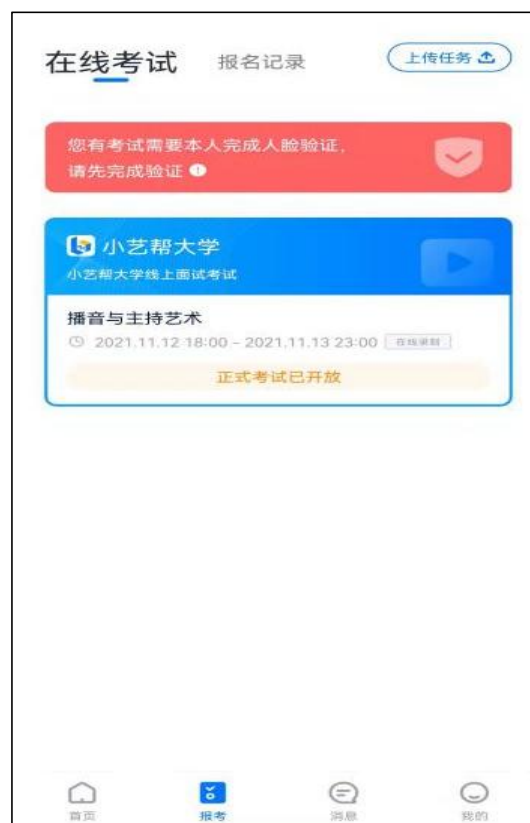 在线考试 报名记录 上传任务
您有考试需要本人完成人脸验证，
请先完成验证
小艺帮大学
小艺帮大学线上面试考试
播音与主持艺术
2021.11.12 18:00 - 2021.11.13 23:00 在线录制
正式考试已开放
首页 报考 消息 我的